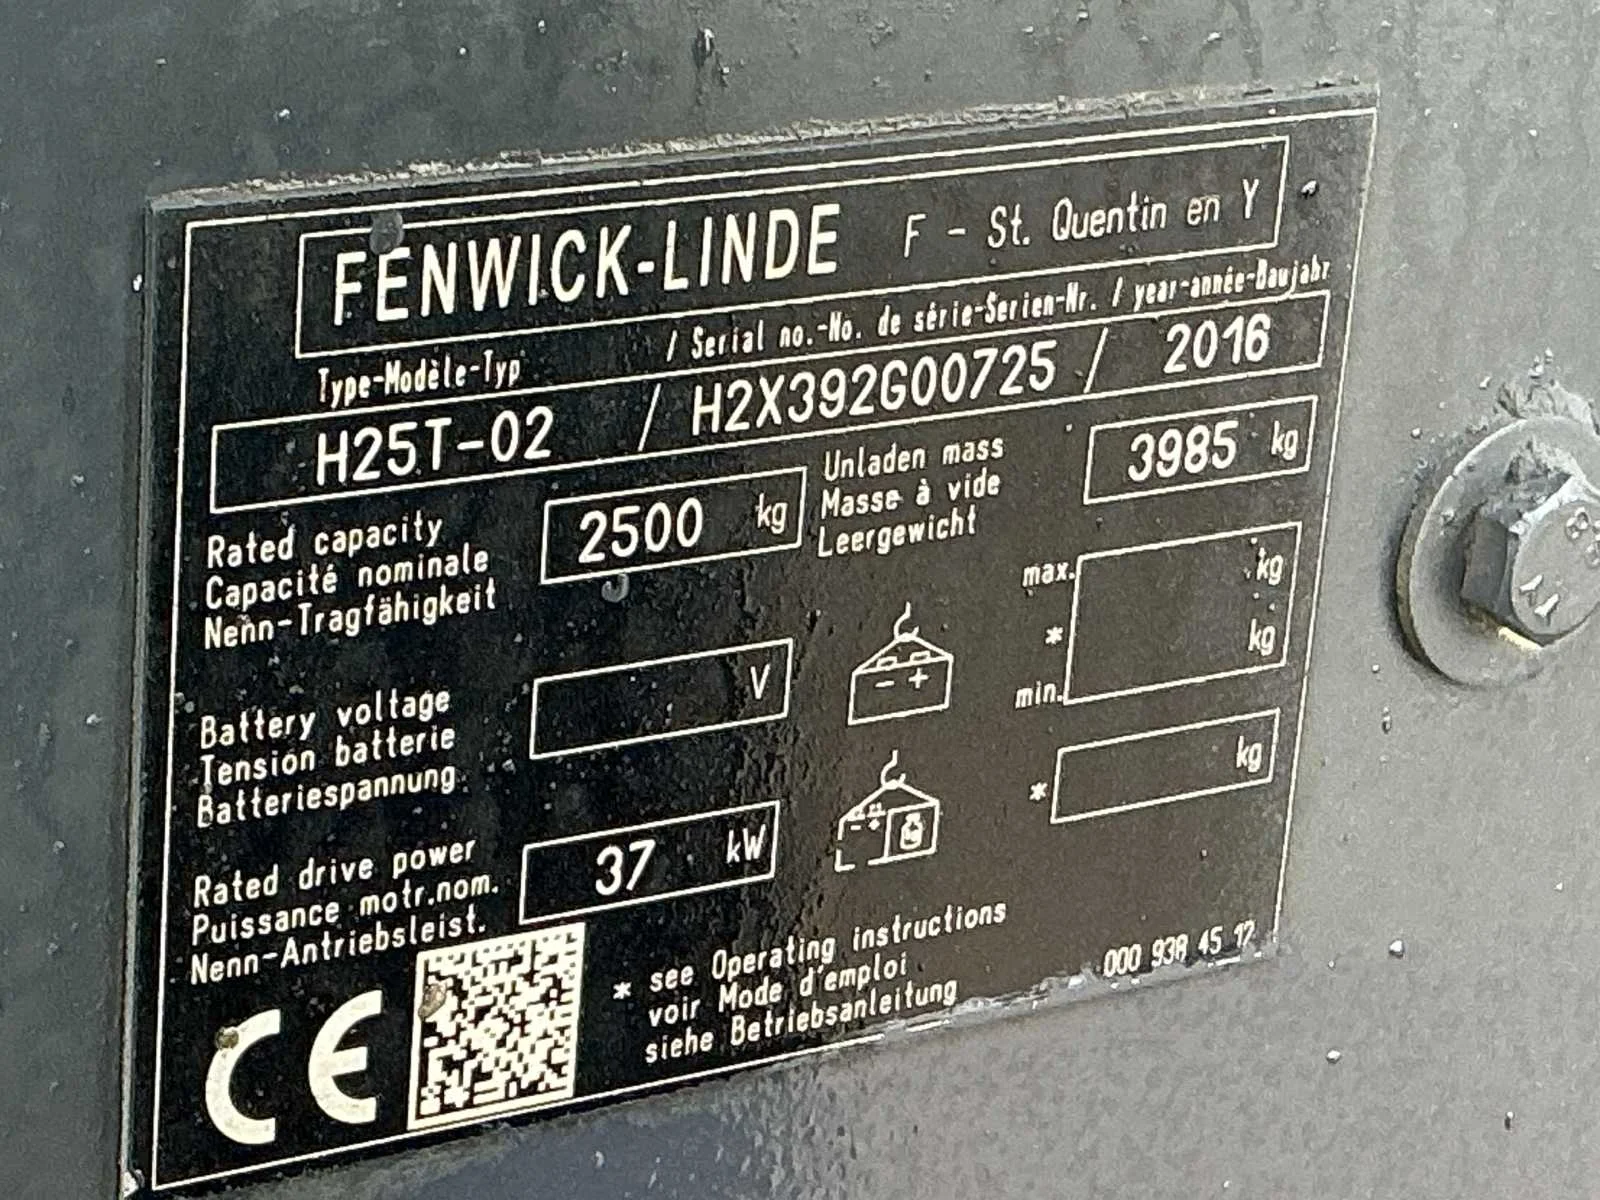 FENWICK-LINDE F - St. Quentin en Y
Type-Modèle-Typ / Serial no.-No. de série-Serien-Nr. / year-année-Baujahr
H25T-02 / H2X392G00725 / 2016
Rated capacity
Capacité nominale
Nenn-Tragfähigkeit
2500 kg
Unladen mass
Masse à vide
Leergewicht
3985 kg
Battery voltage
Tension batterie
Batteriespannung
V
- +
max. kg
* kg
min.
- +
* kg
Rated drive power
Puissance motr.nom.
Nenn-Antriebsleist.
37 kW
CE
* see Operating instructions
voir Mode d'emploi
siehe Betriebsanleitung
000 938 45 12